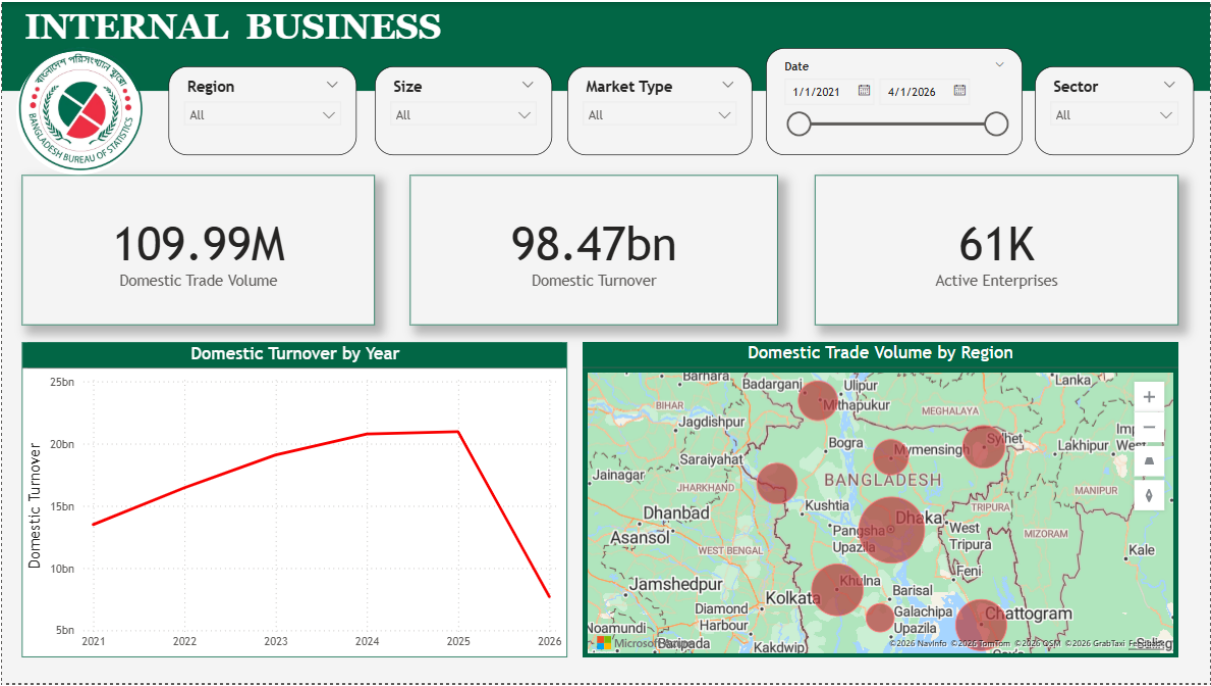 INTERNAL BUSINESS
বাংলাদেশ পরিসংখ্যান ব্যুরো
BANGLADESH BUREAU OF STATISTICS
Region
All
Size
All
Market Type
All
Date
1/1/2021
4/1/2026
Sector
All
109.99M
Domestic Trade Volume
98.47bn
Domestic Turnover
61K
Active Enterprises
Domestic Turnover by Year
Domestic Turnover
25bn
20bn
15bn
10bn
5bn
2021 2022 2023 2024 2025 2026
Domestic Trade Volume by Region
Barhara
Badarganj
Ulipur
Lanka
BIHAR
Mithapukur
MEGHALAYA
Jagdishpur
Bogra
Mymensingh
Sylhet
Lakhipur
Saraiyahat
Jainagar
JHARKHAND
BANGLADESH
MANIPUR
Kushtia
TRIPURA
Dhanbad
Dhaka
Asansol
Pangsha
Upazila
West
Tripura
MIZORAM
WEST BENGAL
Kale
Feni
Jamshedpur
Khulna
Kolkata
Barisal
Diamond
Harbour
Galachipa
Upazila
Chattogram
Noamundi
Microsoft
Baripada
Kakdwip
©2026 NavInfo ©2026 TomTom ©2026 OSM ©2026 GrabTaxi